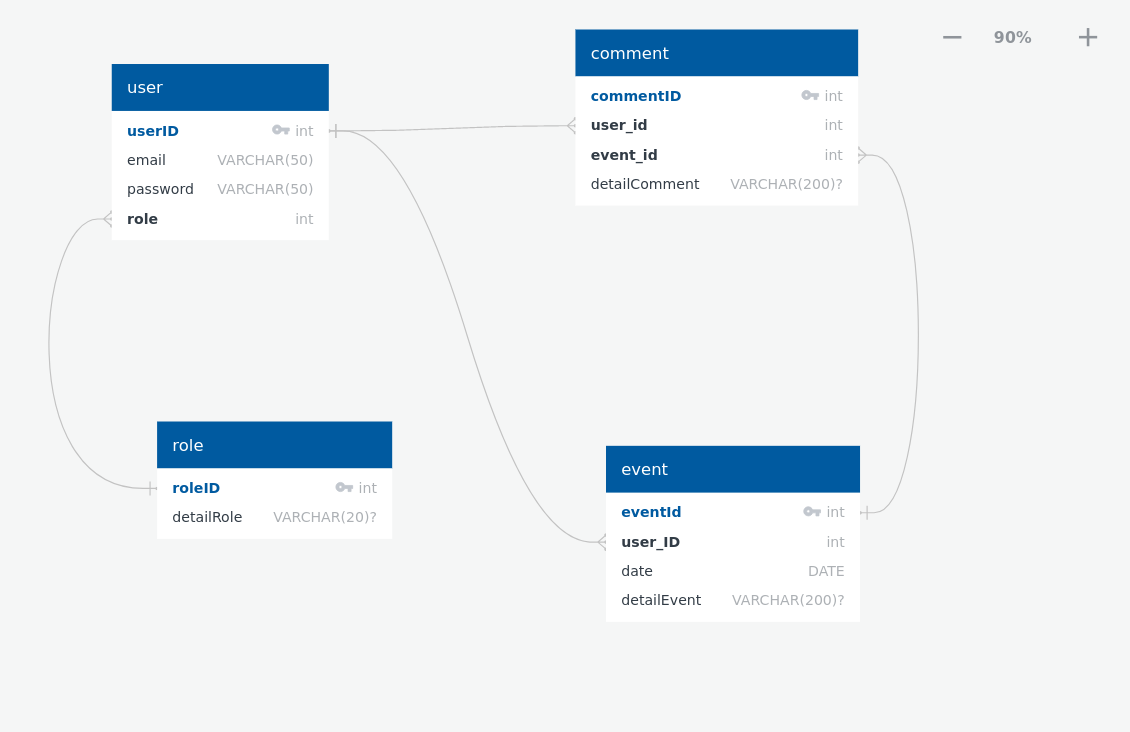 90%
user
userID int
email VARCHAR(50)
password VARCHAR(50)
role int
comment
commentID int
user_id int
event_id int
detailComment VARCHAR(200)?
role
roleID int
detailRole VARCHAR(20)?
event
eventId int
user_ID int
date DATE
detailEvent VARCHAR(200)?